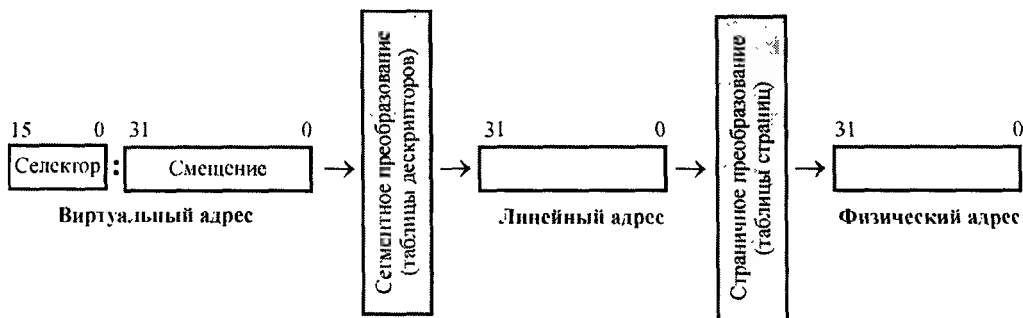 15 0 31 0
Селектор : Смещение
Виртуальный адрес
Сегментное преобразование
(таблицы дескрипторов)
31 0
Линейный адрес
Страничное преобразование
(таблицы страниц)
31 0
Физический адрес